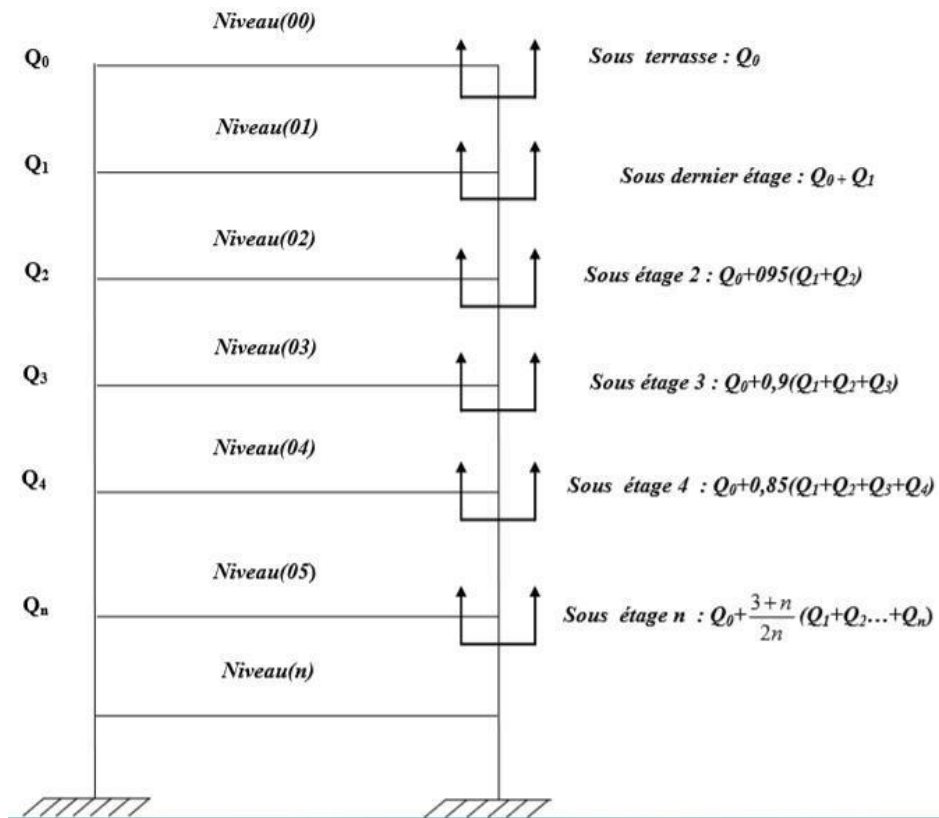 Niveau(00)
Q₀
Sous terrasse : Q₀
Niveau(01)
Q₁
Sous dernier étage : Q₀ + Q₁
Niveau(02)
Q₂
Sous étage 2 : Q₀+095(Q₁+Q₂)
Niveau(03)
Q₃
Sous étage 3 : Q₀+0,9(Q₁+Q₂+Q₃)
Niveau(04)
Q₄
Sous étage 4 : Q₀+0,85(Q₁+Q₂+Q₃+Q₄)
Niveau(05)
Qₙ
Sous étage n : Q₀+\frac{3+n}{2n}(Q₁+Q₂...+Qₙ)
Niveau(n)